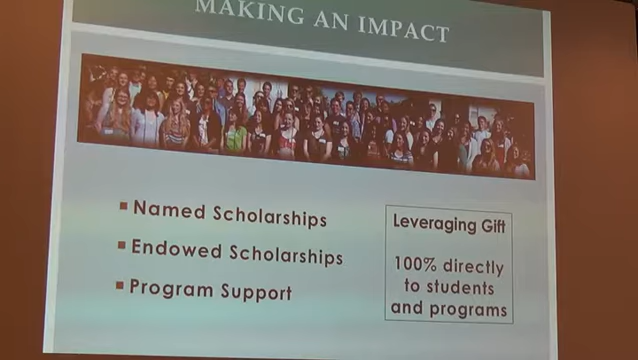 MAKING AN IMPACT
Named Scholarships
Endowed Scholarships
Program Support
Leveraging Gift
100% directly
to students
and programs